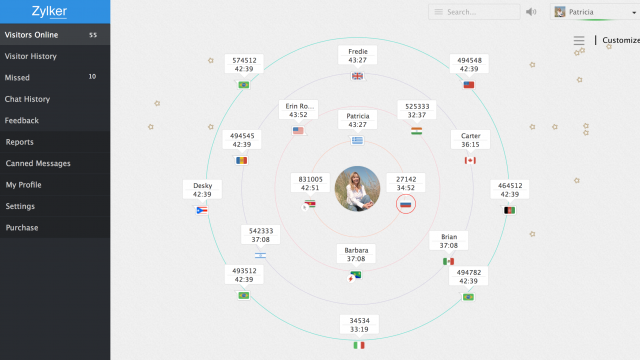 Zylker
Search...
Patricia
Visitors Online 55
Customize
Visitor History
Missed 10
Chat History
Feedback
Reports
Canned Messages
My Profile
Settings
Purchase
Fredie
43:27
574512
42:39
494548
42:39
Erin Ro...
43:52
525333
32:37
Patricia
43:27
494545
42:39
Carter
36:15
831005
42:51
27142
34:52
Desky
42:39
464512
42:39
542333
37:08
Brian
37:08
Barbara
37:08
493512
42:39
494782
42:39
34534
33:19